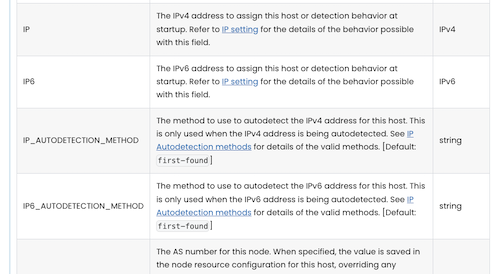 The IPv4 address to assign this host or detection behavior at
startup. Refer to IP setting for the details of the behavior possible
with this field.
IP
IPv4
The IPv6 address to assign this host or detection behavior at
startup. Refer to IP setting for the details of the behavior possible
with this field.
IP6
IPv6
The method to use to autodetect the IPv4 address for this host. This
is only used when the IPv4 address is being autodetected. See IP
Autodetection methods for details of the valid methods. [Default:
first-found]
IP_AUTODETECTION_METHOD
string
The method to use to autodetect the IPv6 address for this host. This
is only used when the IPv6 address is being autodetected. See IP
Autodetection methods for details of the valid methods. [Default:
first-found]
IP6_AUTODETECTION_METHOD
string
The AS number for this node. When specified, the value is saved in
the node resource configuration for this host, overriding any